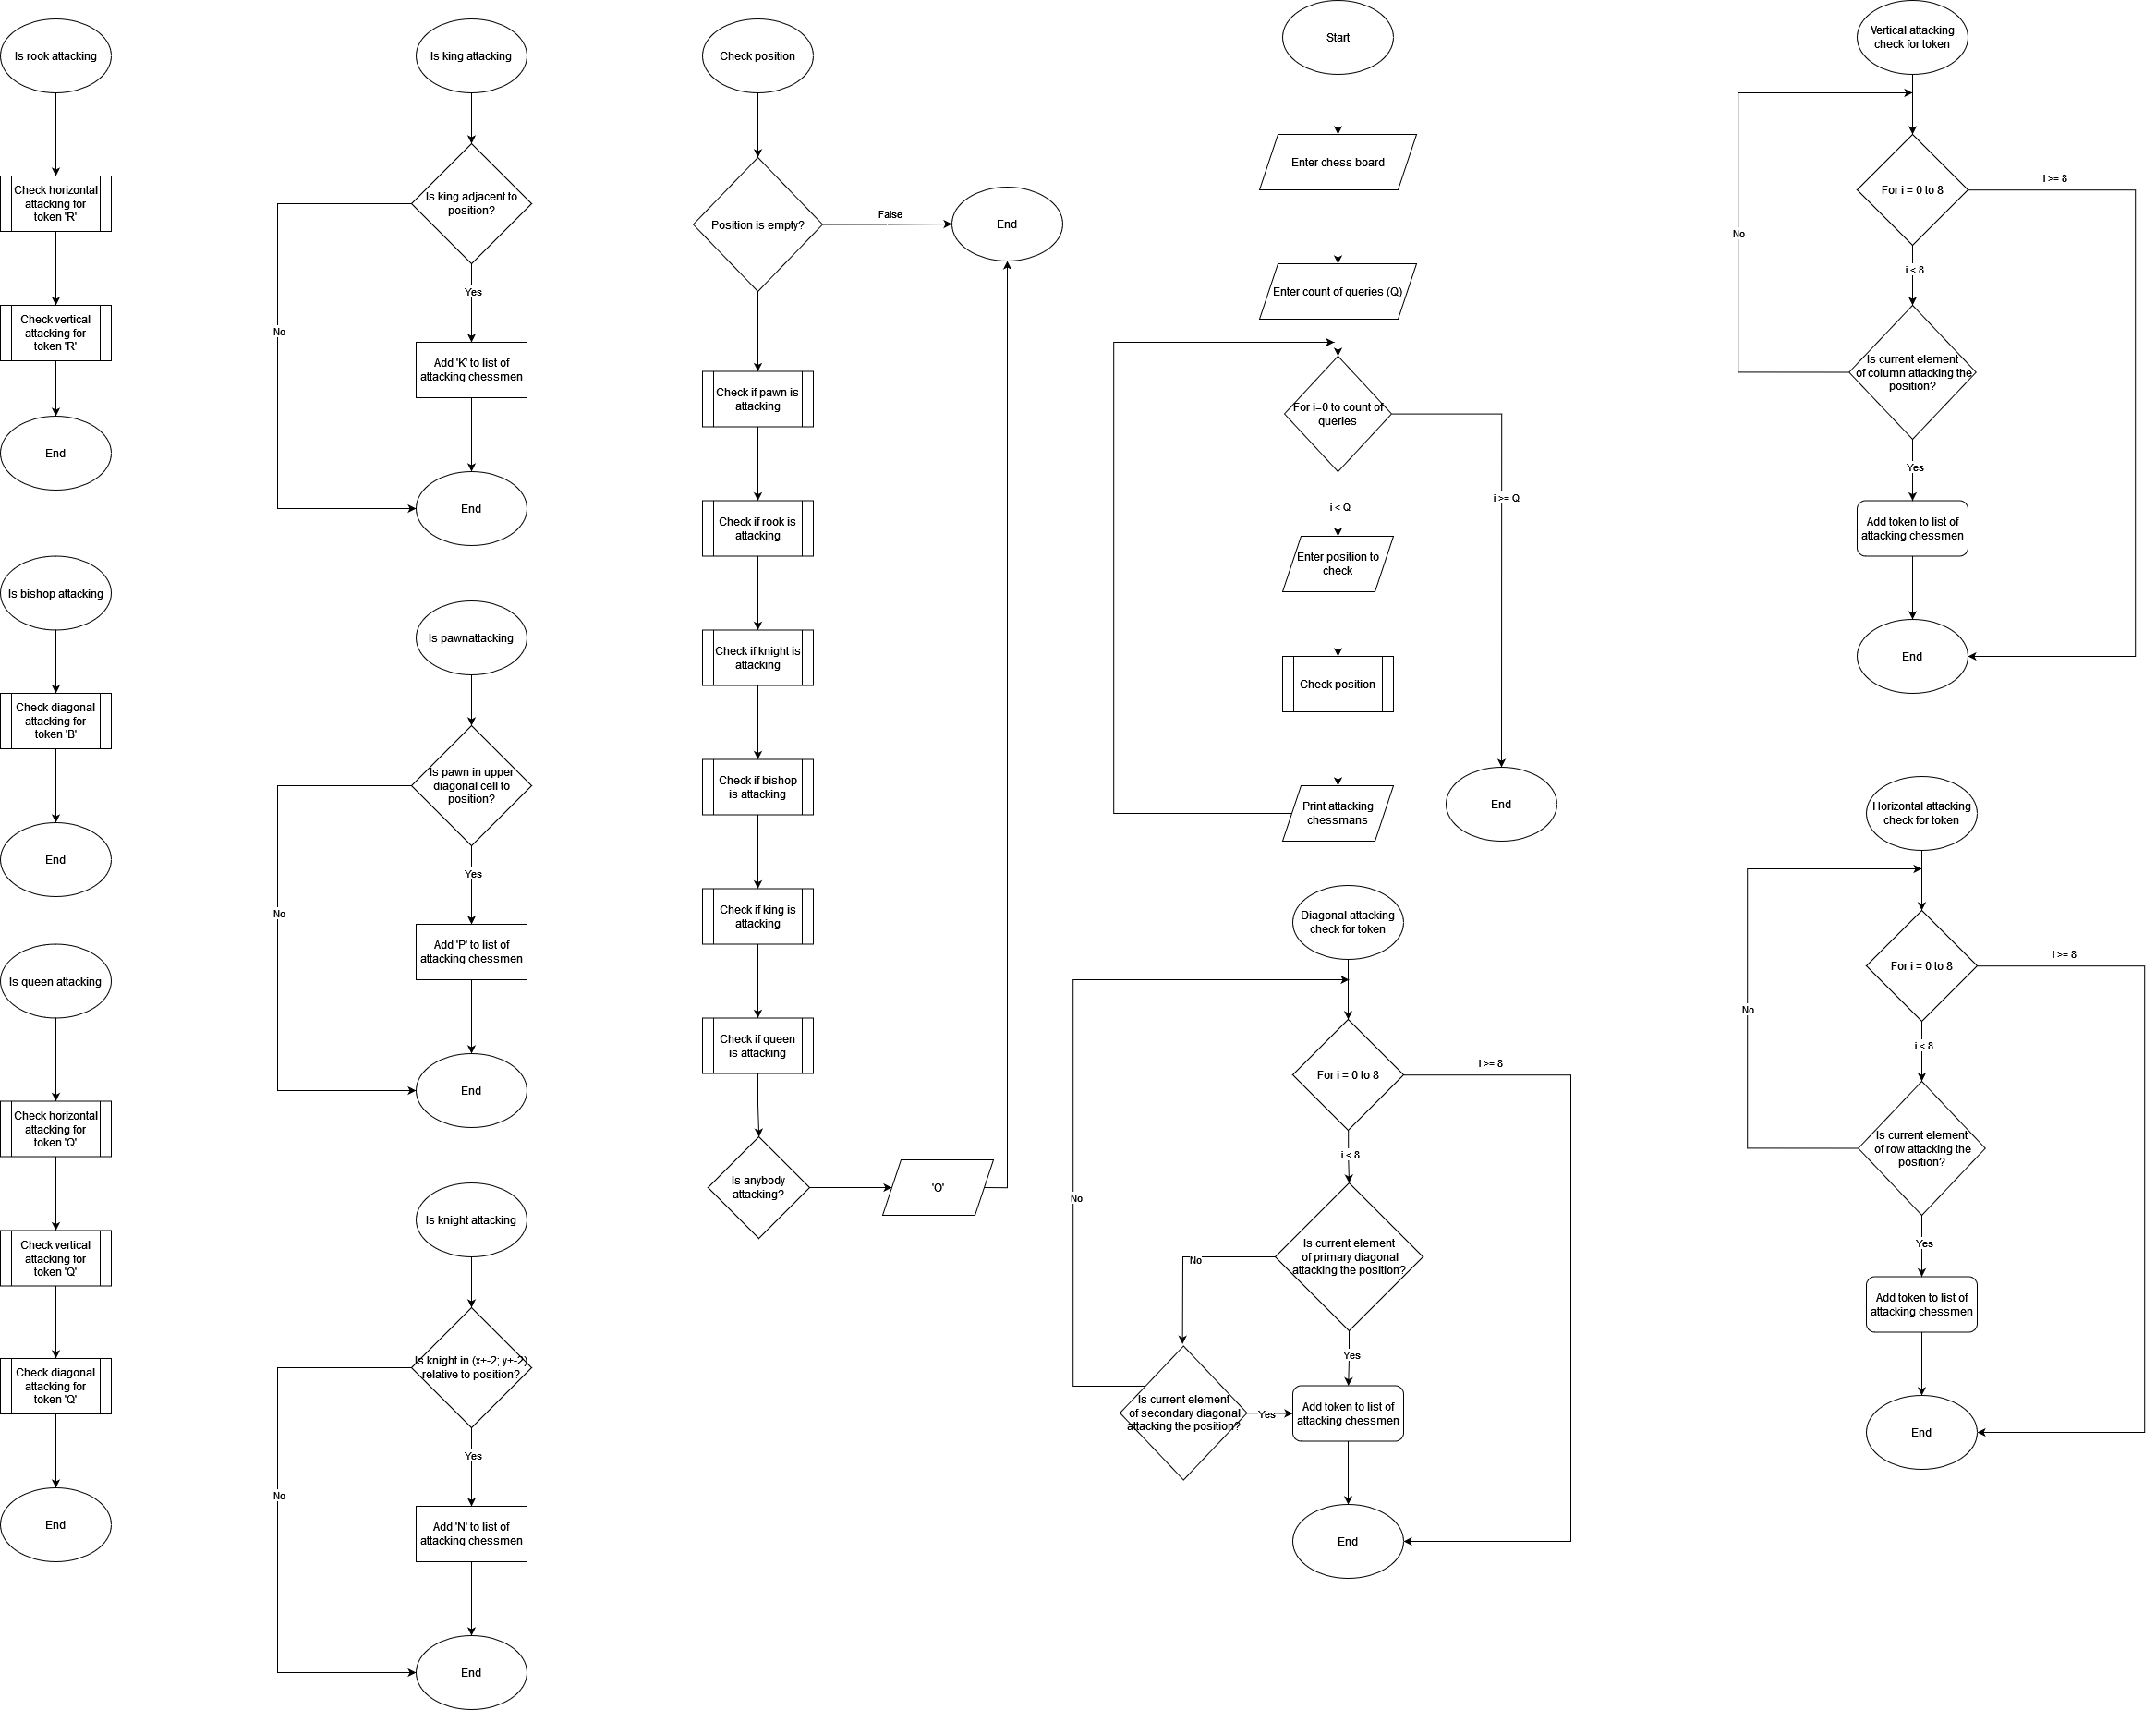 Is rook attacking
Check horizontal
attacking for
token 'R'
Check vertical
attacking for
token 'R'
End
Is bishop attacking
Check diagonal
attacking for
token 'B'
End
Is queen attacking
Check horizontal
attacking for
token 'Q'
Check vertical
attacking for
token 'Q'
Check diagonal
attacking for
token 'Q'
End
Is king attacking
Is king adjacent to
position?
No
Yes
Add 'K' to list of
attacking chessmen
End
Is pawnattacking
Is pawn in upper
diagonal cell to
position?
No
Yes
Add 'P' to list of
attacking chessmen
End
Is knight attacking
Is knight in (x+-2; y+-2)
relative to position?
No
Yes
Add 'N' to list of
attacking chessmen
End
Check position
Position is empty?
False
End
Check if pawn is
attacking
Check if rook is
attacking
Check if knight is
attacking
Check if bishop
is attacking
Check if king is
attacking
Check if queen
is attacking
Is anybody
attacking?
'O'
Start
Enter chess board
Enter count of queries (Q)
For i=0 to count of
queries
i < Q
i >= Q
Enter position to
check
Check position
Print attacking
chessmans
End
Diagonal attacking
check for token
For i = 0 to 8
i >= 8
i < 8
No
Is current element
of primary diagonal
attacking the position?
No
Yes
Is current element
of secondary diagonal
attacking the position?
Yes
Add token to list of
attacking chessmen
End
Vertical attacking
check for token
For i = 0 to 8
i >= 8
No
i < 8
Is current element
of column attacking the
position?
Yes
Add token to list of
attacking chessmen
End
Horizontal attacking
check for token
For i = 0 to 8
i >= 8
No
i < 8
Is current element
of row attacking the
position?
Yes
Add token to list of
attacking chessmen
End